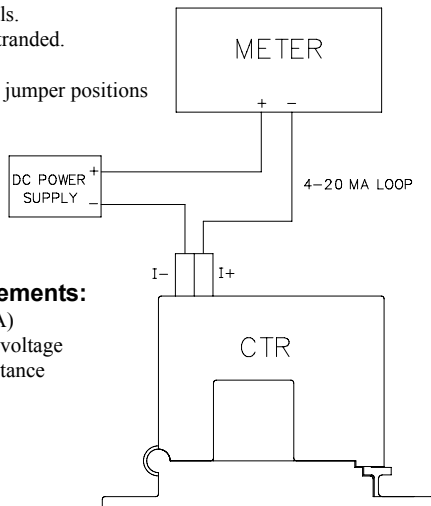 ls.
tranded.
jumper positions
METER
+ −
DC POWER +
SUPPLY −
4-20 MA LOOP
I- I+
ements:
A)
voltage
tance
CTR